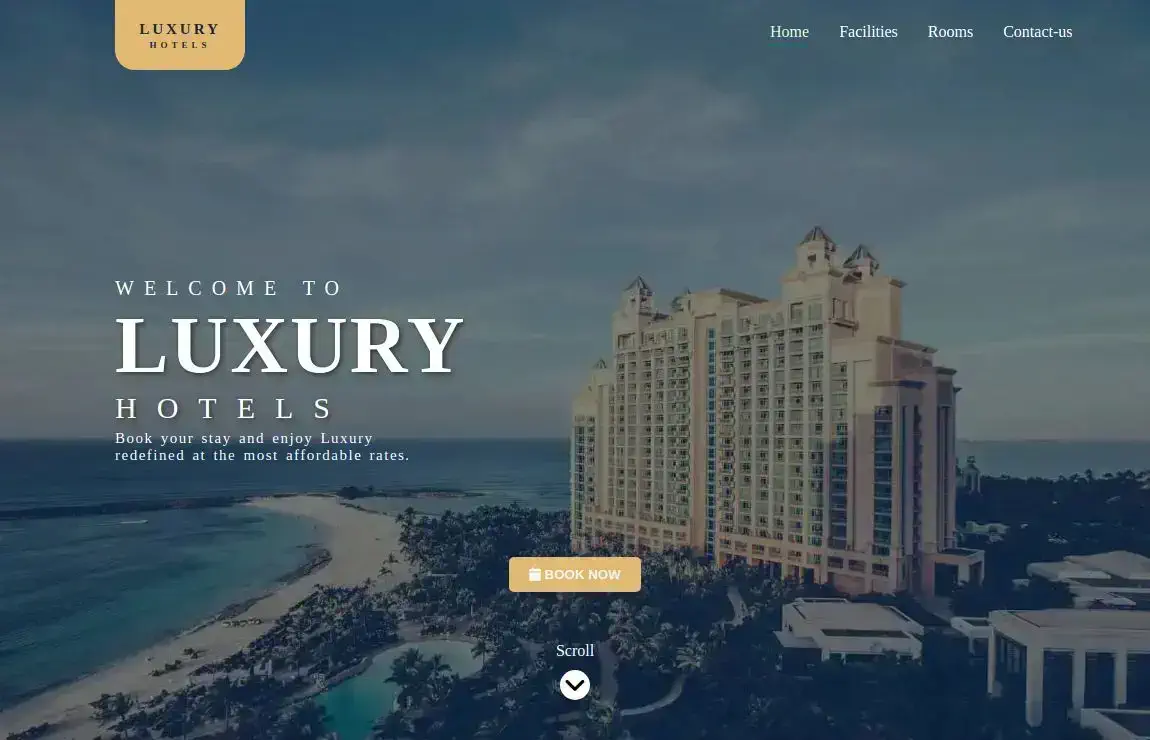 LUXURY
HOTELS
Home
Facilities
Rooms
Contact-us
WELCOME TO
LUXURY
HOTELS
Book your stay and enjoy Luxury
redefined at the most affordable rates.
BOOK NOW
Scroll